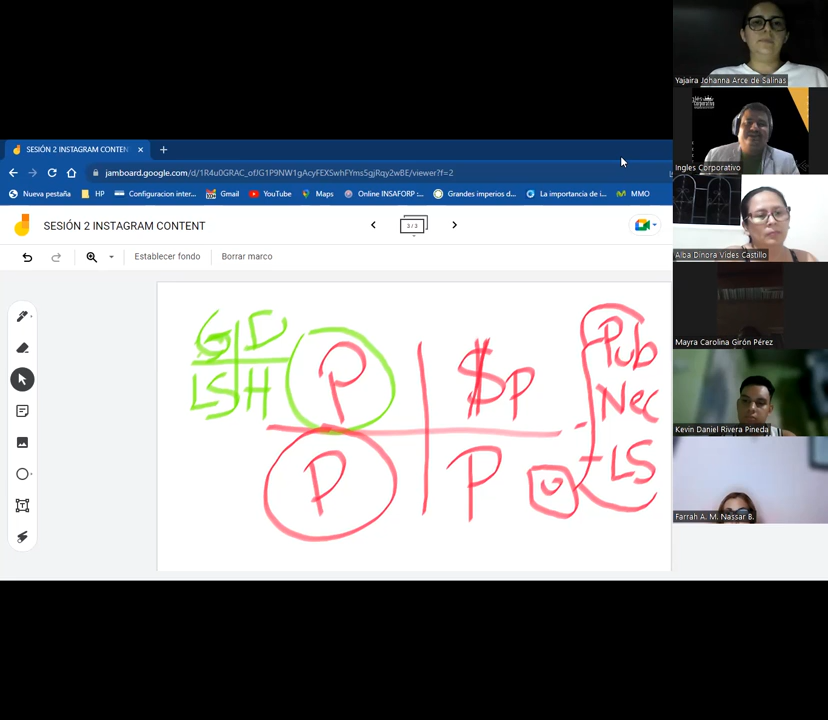 Yajaira Johanna Arce de Salinas
Ingles Corporativo
Alba Dinora Vides Castillo
Mayra Carolina Girón Pérez
Kevin Daniel Rivera Pineda
Farrah A. M. Nassar B.
SESIÓN 2 INSTAGRAM CONTEN
jamboard.google.com/d/1R4u0GRAC_ofJG1P9NW1gAcyFEXSwhFYms5gjRqy2wBE/viewer?f=2
Nueva pestaña HP Configuracion inter... Gmail YouTube Maps Online INSAFORP +... Grandes imperios d... La importancia de i... MMO
SESIÓN 2 INSTAGRAM CONTENT
3 / 3
Establecer fondo Borrar marco
G D
LS H
P $P
P P
Pub
Nec
LS